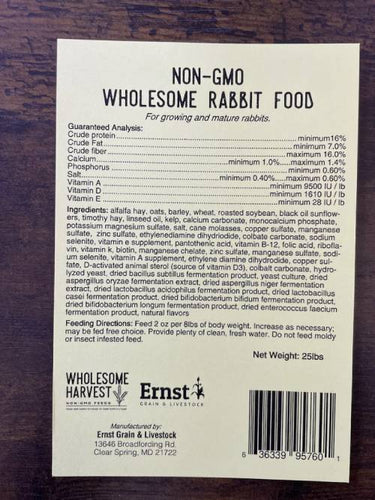 NON-GMO
WHOLESOME RABBIT FOOD
For growing and mature rabbits.
Guaranteed Analysis:
Crude protein.....minimum16%
Crude Fat.....minimum 7.0%
Crude fiber.....maximum 16.0%
Calcium.....minimum 1.0%.....maximum 1.4%
Phosphorus.....minimum 0.60%
Salt.....minimum 0.40%.....maximum 0.60%
Vitamin A.....minimum 9500 IU / lb
Vitamin D.....minimum 1610 IU / lb
Vitamin E.....minimum 28 IU / lb
Ingredients: alfalfa hay, oats, barley, wheat, roasted soybean, black oil sunflow-
ers, timothy hay, linseed oil, kelp, calcium carbonate, monocalcium phosphate,
potassium magnesium sulfate, salt, cane molasses, copper sulfate, manganese
sulfate, zinc sulfate, ethylenediamine dihydriodide, colbate carbonate, sodium
selenite, vitamin e supplement, pantothenic acid, vitamin B-12, folic acid, ribofla-
vin, vitamin k, biotin, manganese chelate, zinc sulfate, manganese sulfate, sodi-
um selenite, vitamin A supplement, ethylene diamine dihydroxide, copper sul-
fate, D-activated animal sterol (source of vitamin D3), colbalt carbonate, hydro-
lyzed yeast, dried bacillus subtillus fermentation product, yeast culture, dried
aspergillus oryzae fermentation extract, dried aspergillus niger fermentation
extract, dried lactobacillus acidophilus fermentation product, dried lactobacillus
casei fermentation product, dried bifidobacterium bifidum fermentation product,
dried bifidobacterium longum fermentation product, dried enterococcus faecium
fermentation product, natural flavors
Feeding Directions: Feed 2 oz per 8lbs of body weight. Increase as necessary;
may be fed free choice. Provide plenty of clean, fresh water. Do not feed moldy
or insect infested feed.
Net Weight: 25lbs
WHOLESOME
HARVEST
NON-GMO FEEDS
Ernst
GRAIN & LIVESTOCK
Manufactured by:
Ernst Grain & Livestock
13646 Broadfording Rd.
Clear Spring, MD 21722
6 36339 95760 1